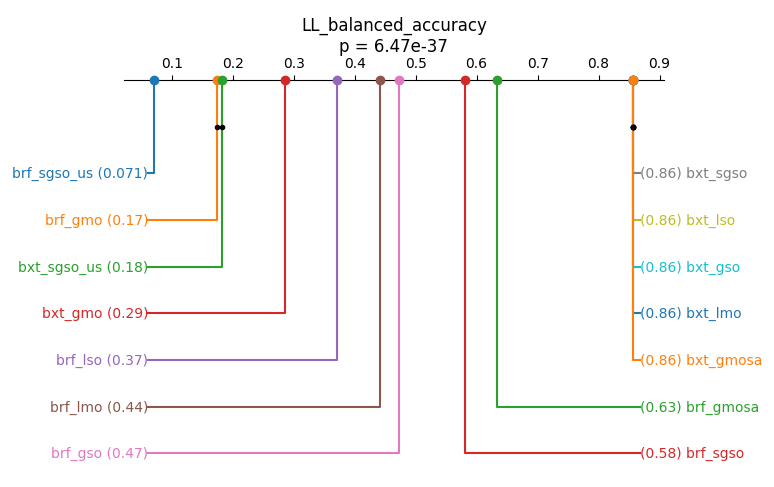 LL_balanced_accuracy
p = 6.47e-37
0.1 0.2 0.3 0.4 0.5 0.6 0.7 0.8 0.9
brf_sgso_us (0.071) (0.86) bxt_sgso
brf_gmo (0.17) (0.86) bxt_lso
bxt_sgso_us (0.18) (0.86) bxt_gso
bxt_gmo (0.29) (0.86) bxt_lmo
brf_lso (0.37) (0.86) bxt_gmosa
brf_lmo (0.44) (0.63) brf_gmosa
brf_gso (0.47) (0.58) brf_sgso